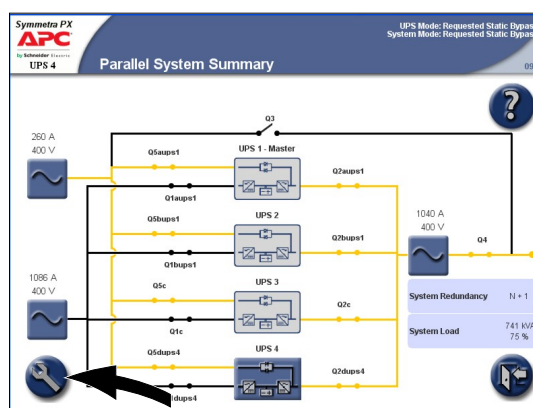 Symmetra PX
APC
by Schneider Electric
UPS 4
Parallel System Summary
UPS Mode: Requested Static Bypass
System Mode: Requested Static Bypass
09
Q3
260 A
400 V
Q5aups1
UPS 1 - Master
Q2aups1
Q1aups1
Q5bups1
UPS 2
Q2bups1
Q1bups1
1040 A
400 V
Q4
1086 A
400 V
Q5c
UPS 3
Q2c
Q1c
System Redundancy
N + 1
System Load
741 kVA
75 %
Q5dups4
UPS 4
Q2dups4
dups4